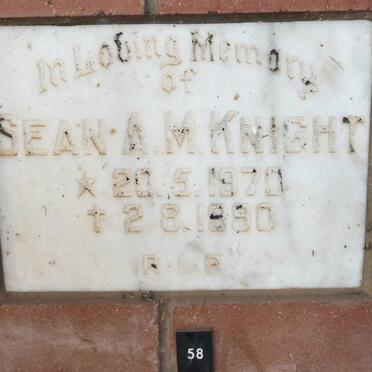 In Loving Memory
of
SEAN A.M. KNIGHT
★ 20.5.1970
✝ 2.8.1990
R.I.P.
58